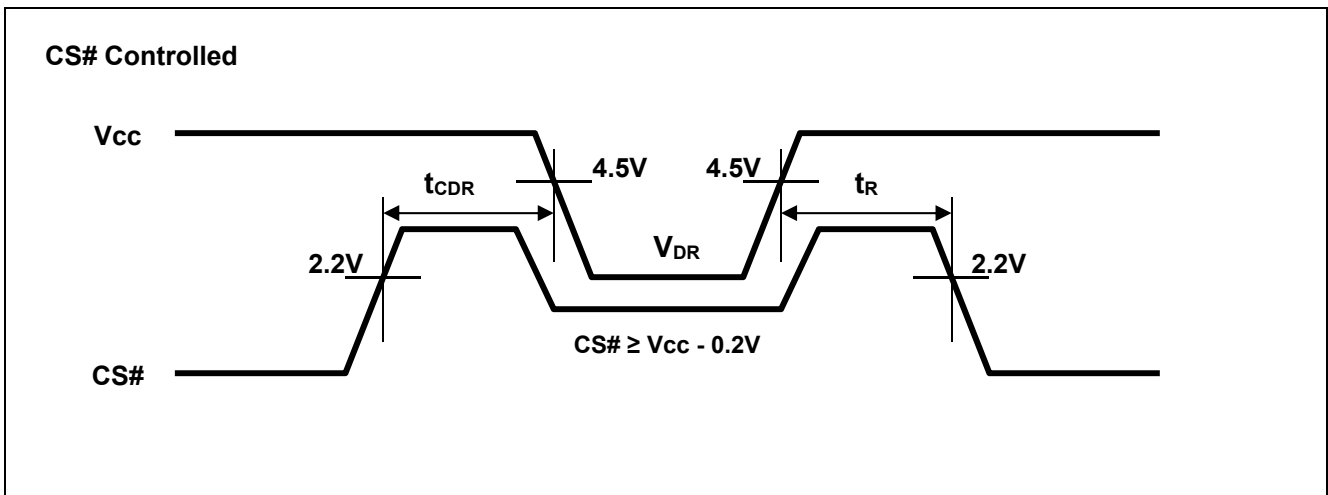 CS# Controlled
Vcc
4.5V
4.5V
tCDR
tR
VDR
2.2V
2.2V
CS# ≥ Vcc - 0.2V
CS#